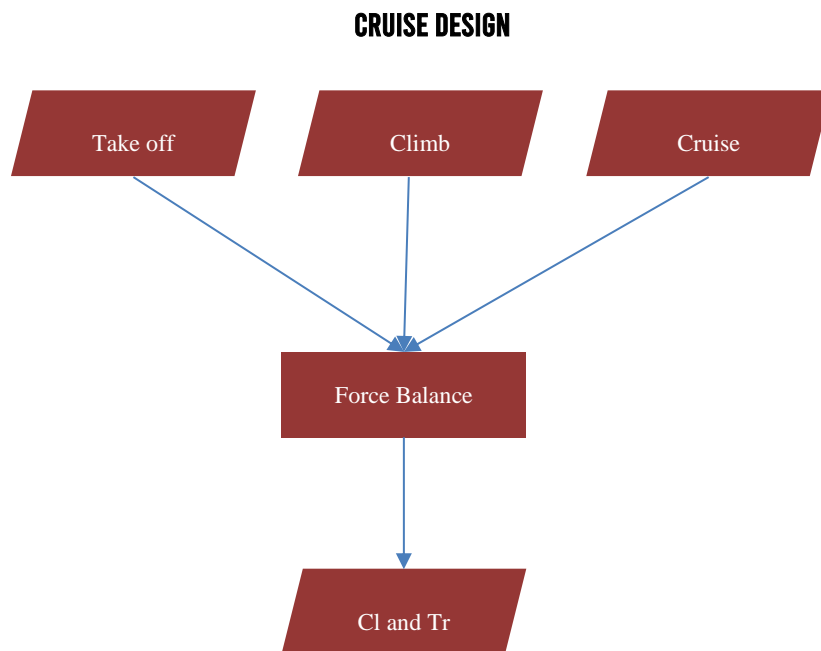 CRUISE DESIGN
Take off
Climb
Cruise
Force Balance
Cl and Tr